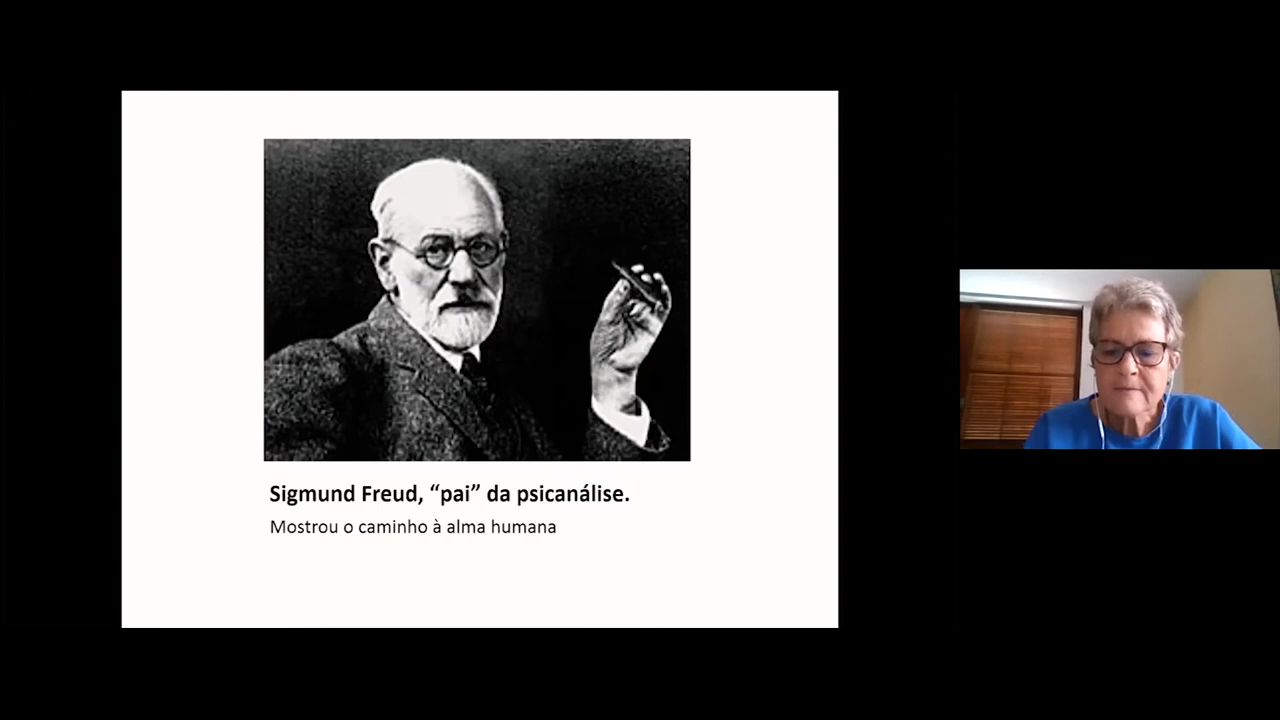 Sigmund Freud, “pai” da psicanálise.
Mostrou o caminho à alma humana